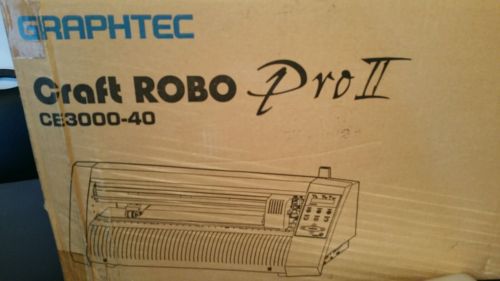 GRAPHTEC
Craft ROBO Pro II
CE3000-40